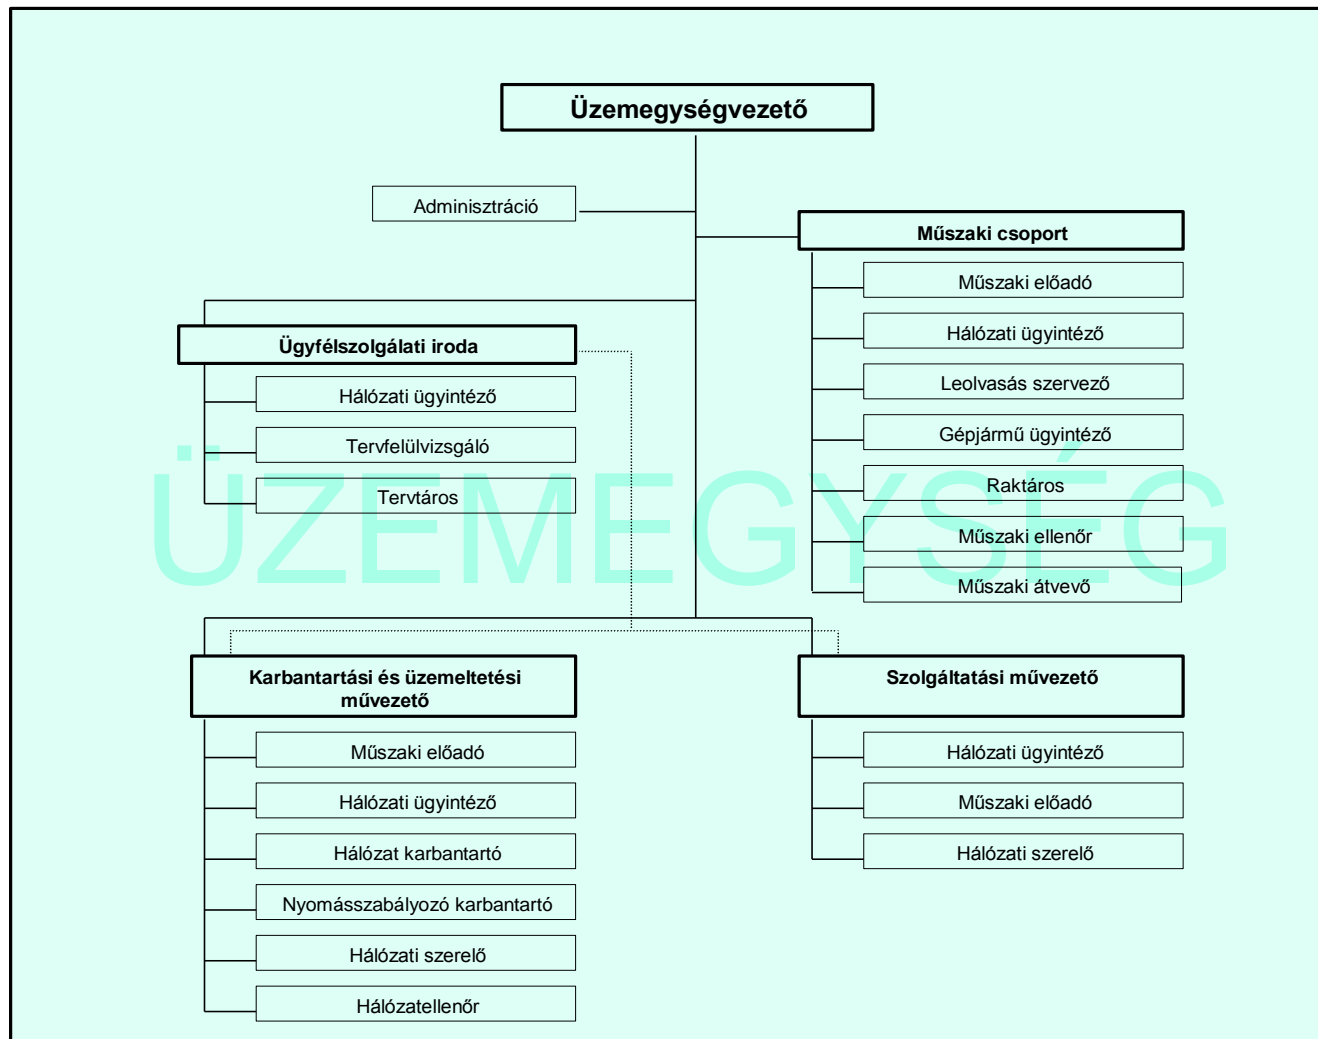 Üzemegységvezető
Adminisztráció
Műszaki csoport
Műszaki előadó
Hálózati ügyintéző
Leolvasás szervező
Gépjármű ügyintéző
Raktáros
Műszaki ellenőr
Műszaki átvevő
Ügyfélszolgálati iroda
Hálózati ügyintéző
Tervfelülvizsgáló
Tervtáros
ÜZEMEGYSÉG
Karbantartási és üzemeltetési
művezető
Műszaki előadó
Hálózati ügyintéző
Hálózat karbantartó
Nyomásszabályozó karbantartó
Hálózati szerelő
Hálózatellenőr
Szolgáltatási művezető
Hálózati ügyintéző
Műszaki előadó
Hálózati szerelő